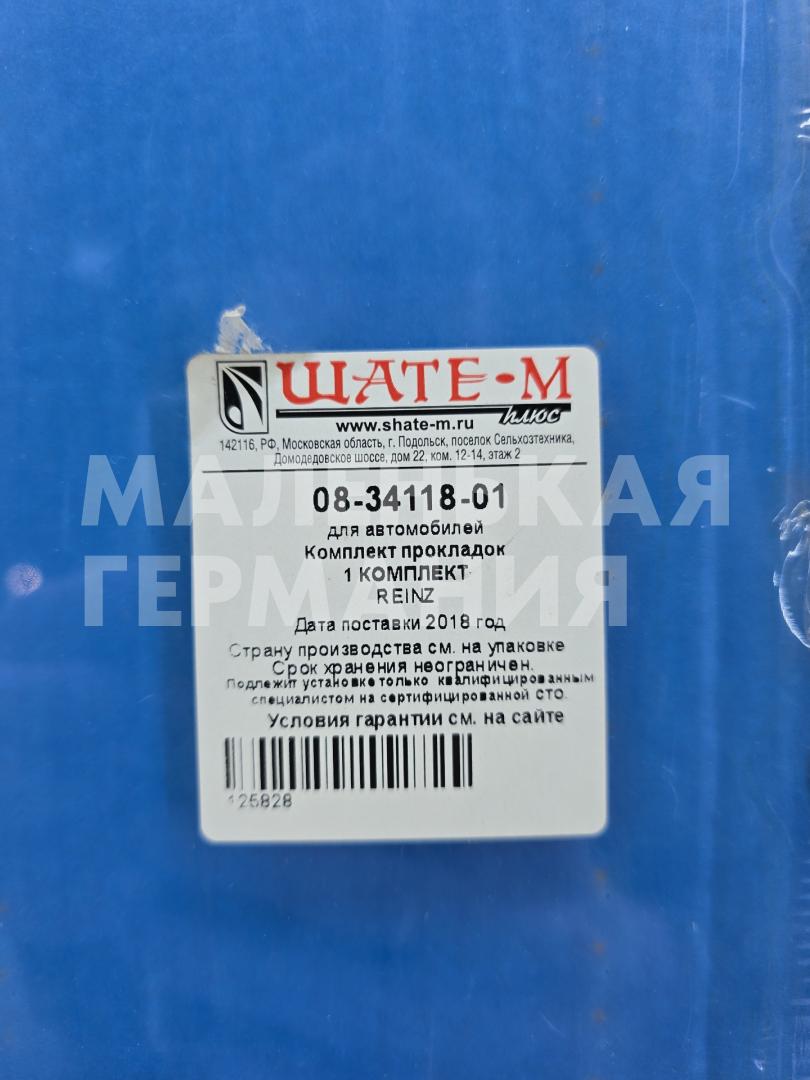 ШАТЕ-М
плюс
www.shate-m.ru
142116, РФ, Московская область, г. Подольск, поселок Сельхозтехника,
Домодедовское шоссе, дом 22, ком. 12-14, этаж 2
МАЛЕНЬКАЯ
ГЕРМАНИЯ
08-34118-01
для автомобилей
Комплект прокладок
1 КОМПЛЕКТ
REINZ
Дата поставки 2018 год
Страну производства см. на упаковке
Срок хранения неограничен.
Подлежит установке только квалифицированным
специалистом на сертифицированной СТО.
Условия гарантии см. на сайте
125828
МАЛЕНЬКАЯ
ГЕРМАНИЯ